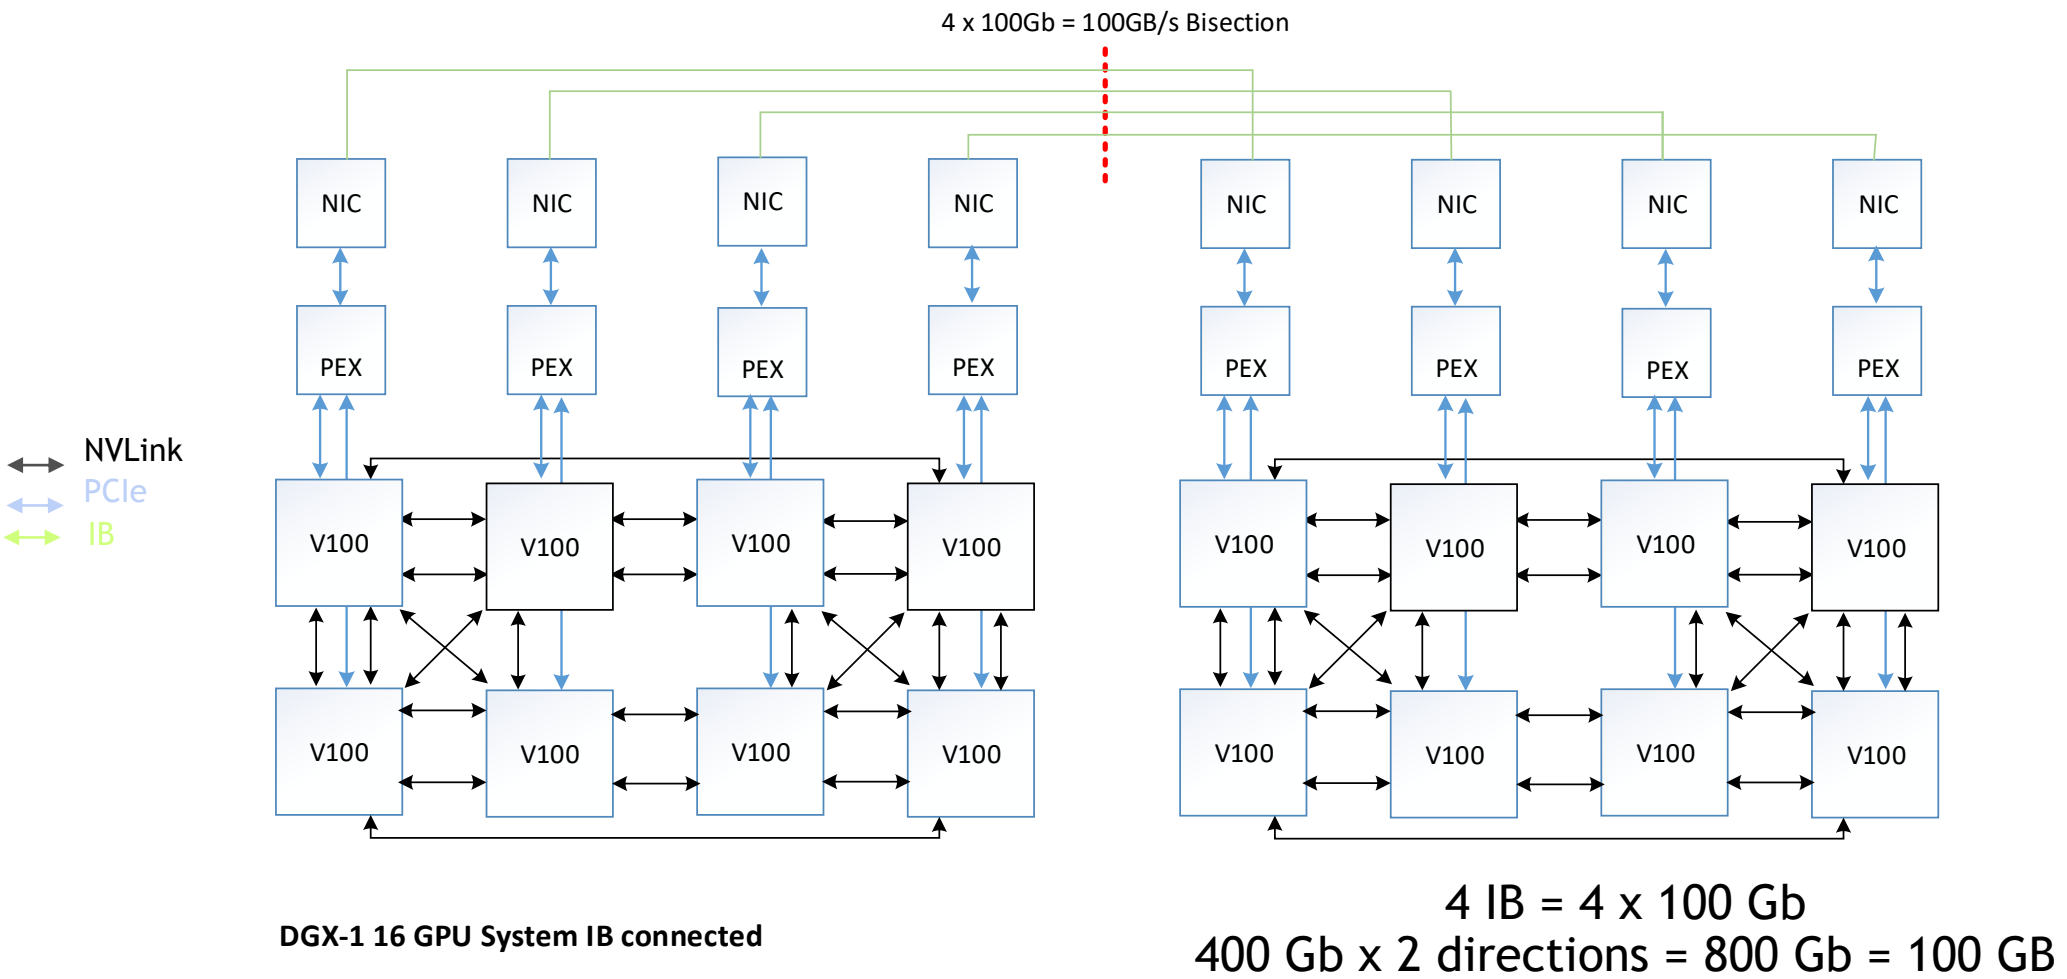 4 x 100Gb = 100GB/s Bisection
NIC NIC NIC NIC NIC NIC NIC NIC
PEX PEX PEX PEX PEX PEX PEX PEX
NVLink
PCIe
IB
V100 V100 V100 V100 V100 V100 V100 V100
V100 V100 V100 V100 V100 V100 V100 V100
DGX-1 16 GPU System IB connected
4 IB = 4 x 100 Gb
400 Gb x 2 directions = 800 Gb = 100 GB